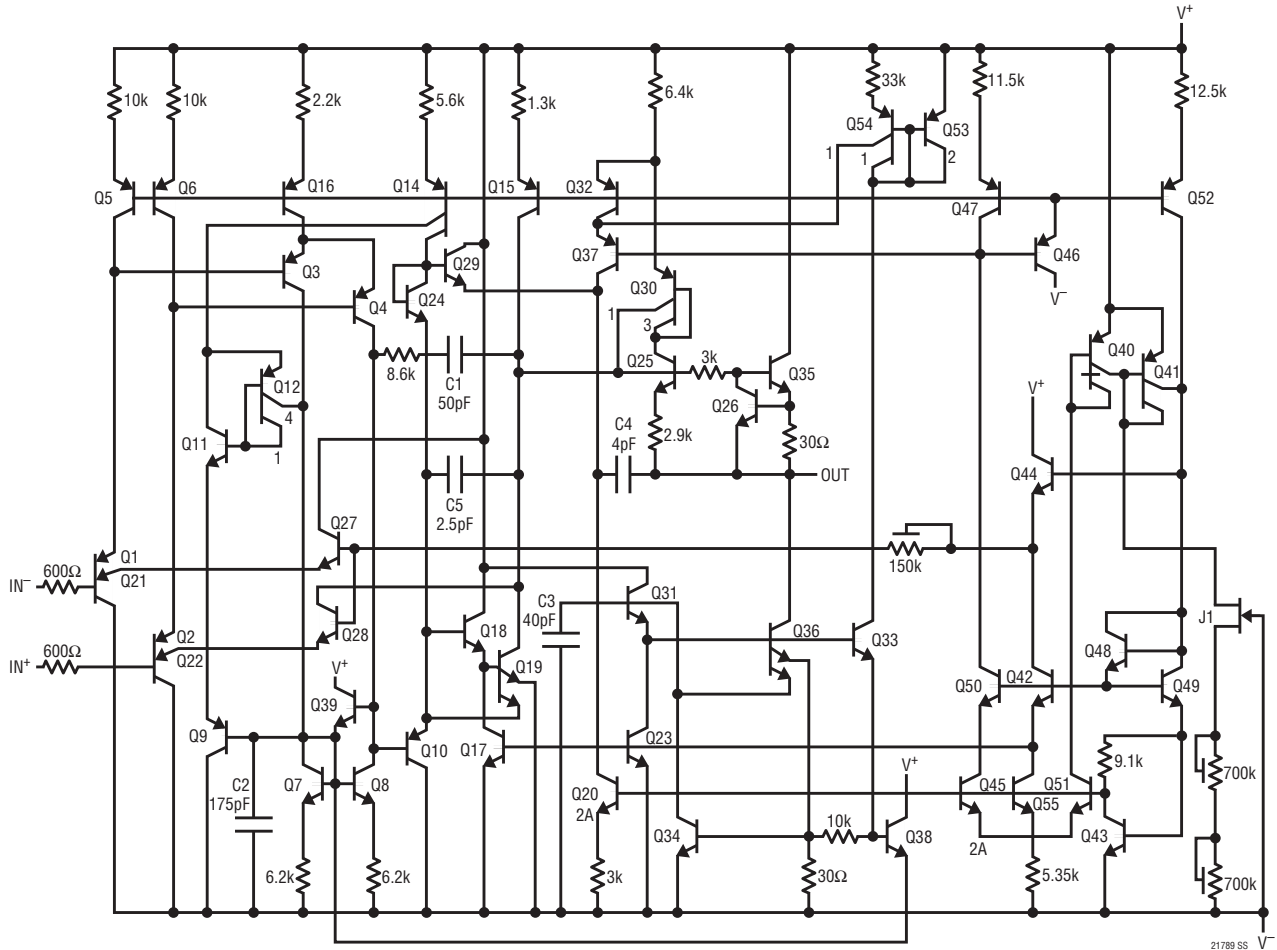 V+
10k
10k
2.2k
5.6k
1.3k
6.4k
33k
11.5k
12.5k
Q54
Q53
1
1
2
Q5
Q6
Q16
Q14
Q15
Q32
Q47
Q52
Q3
Q29
Q37
Q46
Q4
Q24
Q30
V−
1
3
Q40
Q41
Q12
8.6k
C1
50pF
Q25
3k
Q35
4
Q26
V+
Q11
1
C4
4pF
2.9k
30Ω
OUT
Q44
C5
2.5pF
Q27
150k
IN−
600Ω
Q1
Q21
Q31
C3
40pF
J1
Q28
Q18
Q36
Q33
Q48
IN+
600Ω
Q2
Q22
V+
Q19
Q50
Q42
Q49
Q39
Q9
Q10
Q17
Q23
9.1k
V+
700k
C2
175pF
Q7
Q8
Q20
2A
Q45
Q55
Q51
10k
Q34
Q38
2A
Q43
6.2k
6.2k
3k
30Ω
5.35k
700k
21789 SS
V−